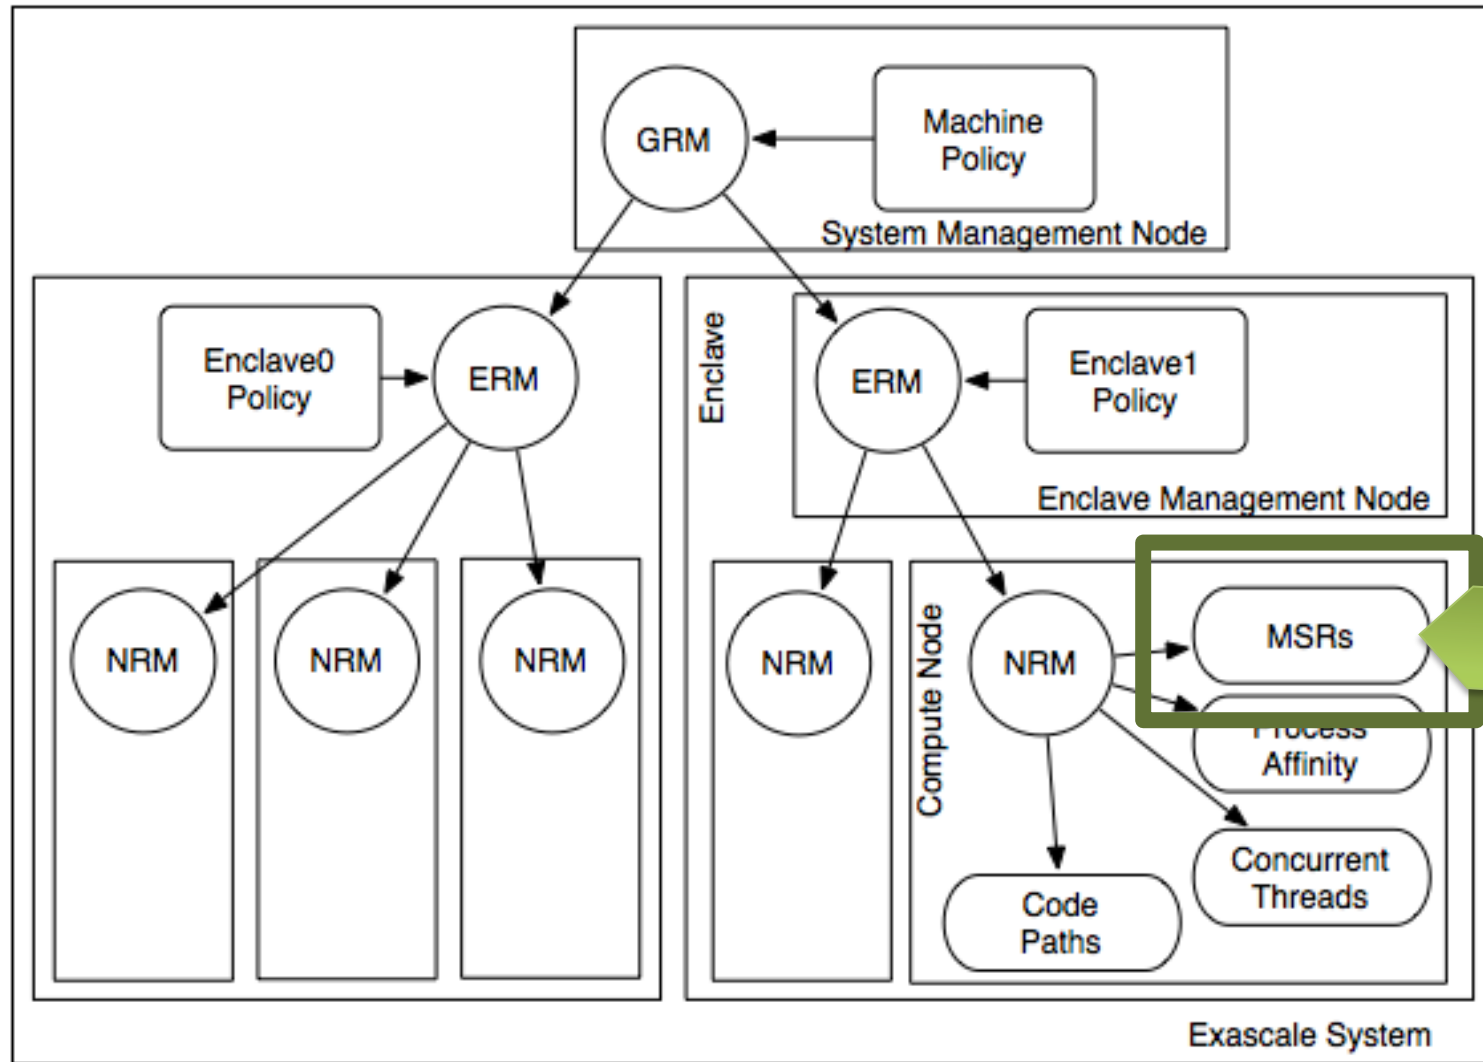 GRM
Machine
Policy
System Management Node
Enclave0
Policy
ERM
Enclave
ERM
Enclave1
Policy
Enclave Management Node
NRM
NRM
NRM
NRM
Compute Node
NRM
MSRs
Process
Affinity
Concurrent
Threads
Code
Paths
Exascale System